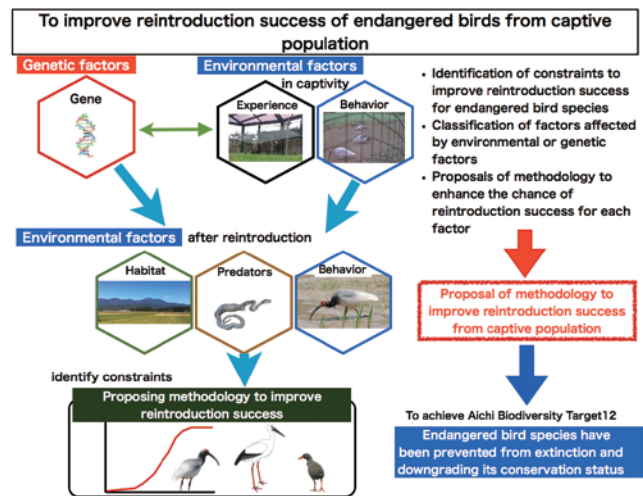 To improve reintroduction success of endangered birds from captive
population
Genetic factors
Environmental factors
in captivity
Gene
Experience
Behavior
Environmental factors after reintroduction
Habitat
Predators
Behavior
identify constraints
Proposing methodology to improve
reintroduction success
• Identification of constraints to
improve reintroduction success
for endangered bird species
• Classification of factors affected
by environmental or genetic
factors
• Proposals of methodology to
enhance the chance of
reintroduction success for each
factor
Proposal of methodology to
improve reintroduction success
from captive population
To achieve Aichi Biodiversity Target12
Endangered bird species have
been prevented from extinction and
downgrading its conservation status